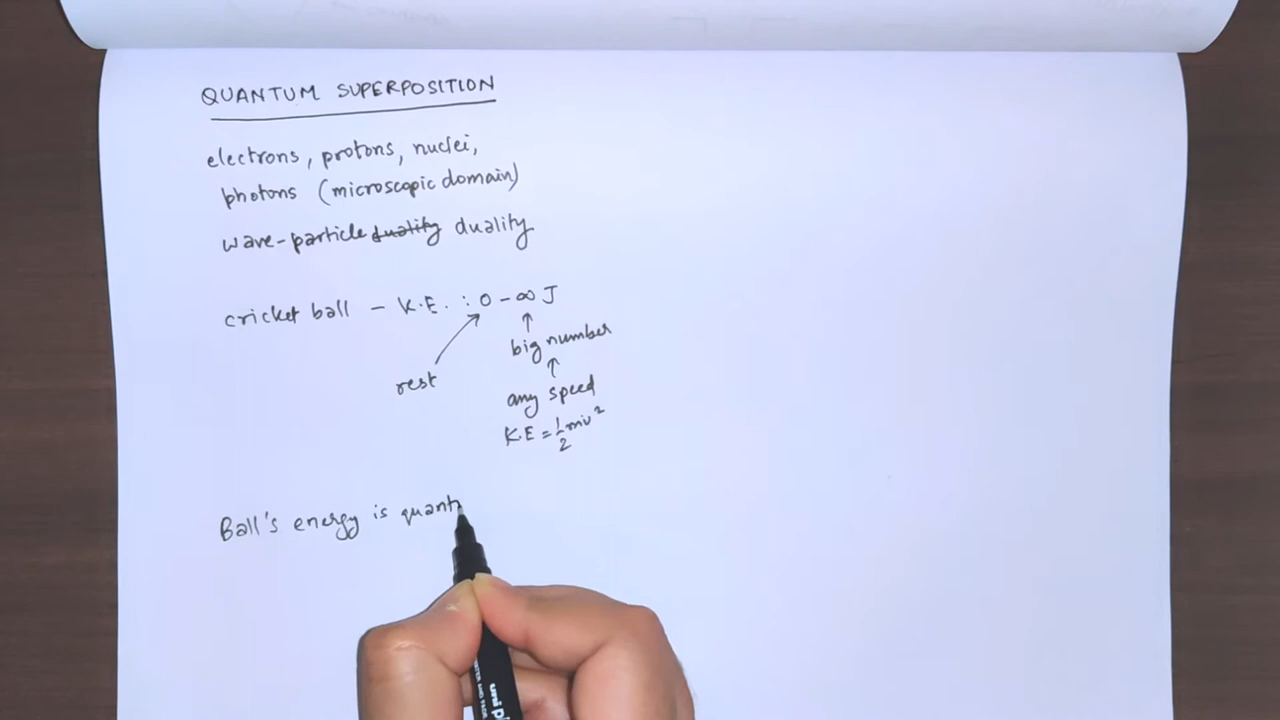 QUANTUM SUPERPOSITION
electrons, protons, nuclei,
photons (microscopic domain)
wave-particle duality duality
cricket ball - K.E. : 0 - ∞ J
rest
big number
any speed
K.E = 1/2 mv²
Ball's energy is quant
uni